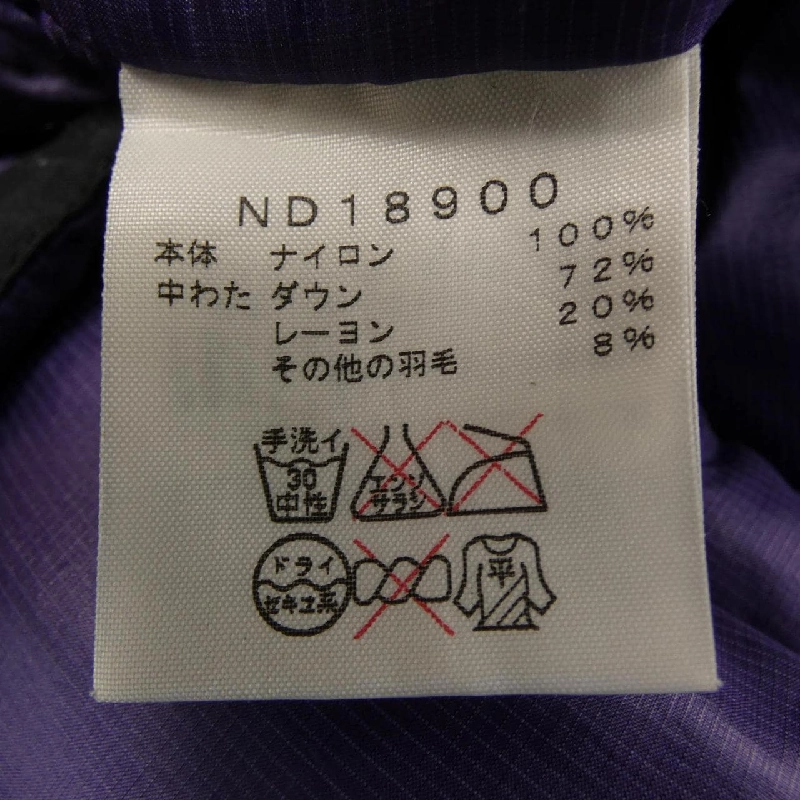 ND18900
本体 ナイロン 100%
中わた ダウン 72%
レーヨン 20%
その他の羽毛 8%
手洗イ
30
中性
エンソ
サラシ
ドライ
セキユ系
平